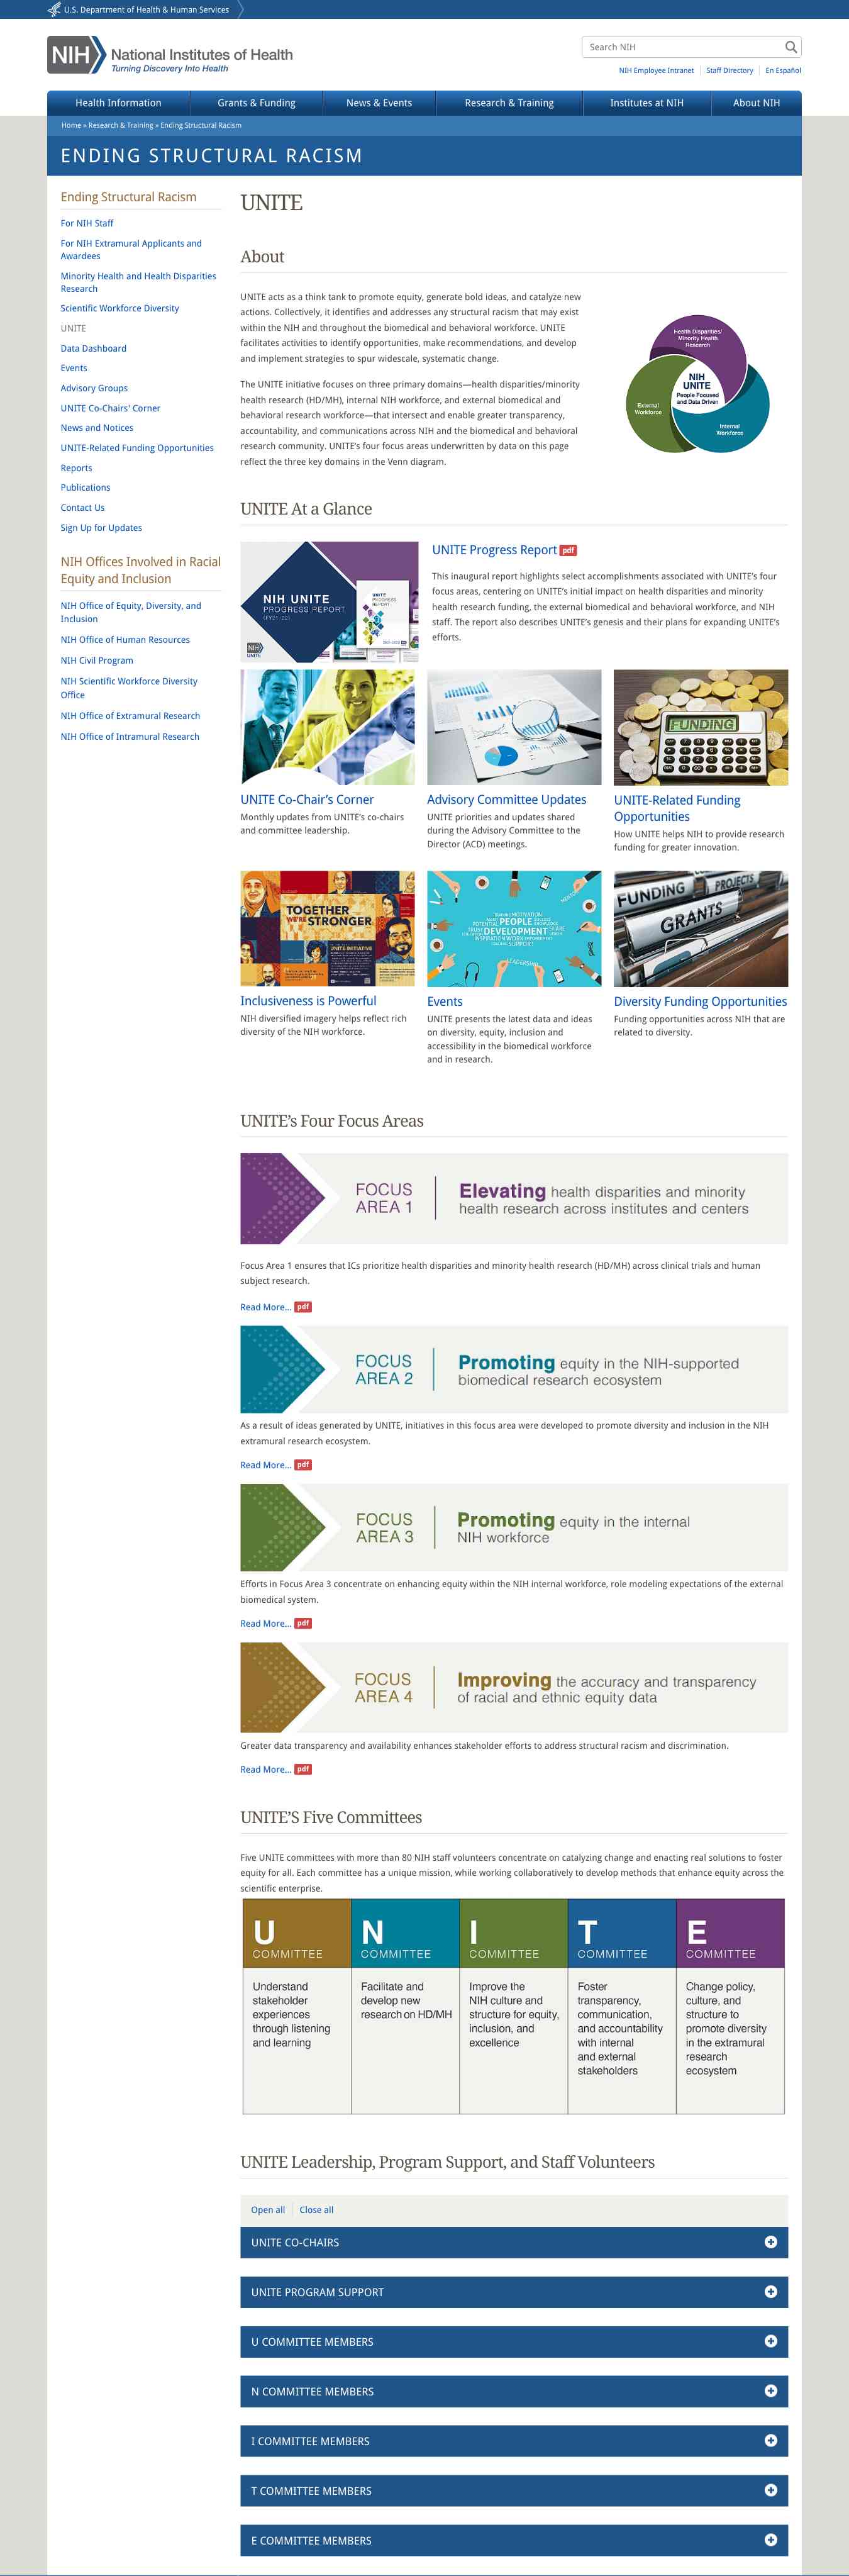 U.S. Department of Health & Human Services
NIH
National Institutes of Health
Turning Discovery Into Health
Search NIH
NIH Employee Intranet
Staff Directory
En Español
Health Information
Grants & Funding
News & Events
Research & Training
Institutes at NIH
About NIH
Home » Research & Training » Ending Structural Racism
ENDING STRUCTURAL RACISM
Ending Structural Racism
For NIH Staff
For NIH Extramural Applicants and
Awardees
Minority Health and Health Disparities
Research
Scientific Workforce Diversity
UNITE
Data Dashboard
Events
Advisory Groups
UNITE Co-Chairs' Corner
News and Notices
UNITE-Related Funding Opportunities
Reports
Publications
Contact Us
Sign Up for Updates
NIH Offices Involved in Racial
Equity and Inclusion
NIH Office of Equity, Diversity, and
Inclusion
NIH Office of Human Resources
NIH Civil Program
NIH Scientific Workforce Diversity
Office
NIH Office of Extramural Research
NIH Office of Intramural Research
UNITE
About
UNITE acts as a think tank to promote equity, generate bold ideas, and catalyze new
actions. Collectively, it identifies and addresses any structural racism that may exist
within the NIH and throughout the biomedical and behavioral workforce. UNITE
facilitates activities to identify opportunities, make recommendations, and develop
and implement strategies to spur widescale, systematic change.
The UNITE initiative focuses on three primary domains—health disparities/minority
health research (HD/MH), internal NIH workforce, and external biomedical and
behavioral research workforce—that intersect and enable greater transparency,
accountability, and communications across NIH and the biomedical and behavioral
research community. UNITE's four focus areas underwritten by data on this page
reflect the three key domains in the Venn diagram.
Health Disparities/
Minority Health
Research
NIH
UNITE
People Focused
and Data Driven
External
Workforce
Internal
Workforce
UNITE At a Glance
NIH UNITE
PROGRESS REPORT
(FY21-22)
NIH
UNITE
UNITE
PROGRESS
REPORT
UNITE Progress Report pdf
This inaugural report highlights select accomplishments associated with UNITE's four
focus areas, centering on UNITE's initial impact on health disparities and minority
health research funding, the external biomedical and behavioral workforce, and NIH
staff. The report also describes UNITE's genesis and their plans for expanding UNITE's
efforts.
FUNDING
UNITE Co-Chair's Corner
Monthly updates from UNITE's co-chairs
and committee leadership.
Advisory Committee Updates
UNITE priorities and updates shared
during the Advisory Committee to the
Director (ACD) meetings.
UNITE-Related Funding
Opportunities
How UNITE helps NIH to provide research
funding for greater innovation.
TOGETHER
WE'RE STRONGER
UNITE INITIATIVE
TRAINING MOTIVATION
PEOPLE SUCCESS
POTENTIAL PEOPLE KNOWLEDGE
DEVELOPMENT
INSPIRATION WORK
SUPPORT
LEADERSHIP
FUNDING
PROJECTS
GRANTS
Inclusiveness is Powerful
NIH diversified imagery helps reflect rich
diversity of the NIH workforce.
Events
UNITE presents the latest data and ideas
on diversity, equity, inclusion and
accessibility in the biomedical workforce
and in research.
Diversity Funding Opportunities
Funding opportunities across NIH that are
related to diversity.
UNITE's Four Focus Areas
FOCUS
AREA 1
Elevating health disparities and minority
health research across institutes and centers
Focus Area 1 ensures that ICs prioritize health disparities and minority health research (HD/MH) across clinical trials and human
subject research.
Read More... pdf
FOCUS
AREA 2
Promoting equity in the NIH-supported
biomedical research ecosystem
As a result of ideas generated by UNITE, initiatives in this focus area were developed to promote diversity and inclusion in the NIH
extramural research ecosystem.
Read More... pdf
FOCUS
AREA 3
Promoting equity in the internal
NIH workforce
Efforts in Focus Area 3 concentrate on enhancing equity within the NIH internal workforce, role modeling expectations of the external
biomedical system.
Read More... pdf
FOCUS
AREA 4
Improving the accuracy and transparency
of racial and ethnic equity data
Greater data transparency and availability enhances stakeholder efforts to address structural racism and discrimination.
Read More... pdf
UNITE'S Five Committees
Five UNITE committees with more than 80 NIH staff volunteers concentrate on catalyzing change and enacting real solutions to foster
equity for all. Each committee has a unique mission, while working collaboratively to develop methods that enhance equity across the
scientific enterprise.
U
COMMITTEE
Understand
stakeholder
experiences
through listening
and learning
N
COMMITTEE
Facilitate and
develop new
research on HD/MH
I
COMMITTEE
Improve the
NIH culture and
structure for equity,
inclusion, and
excellence
T
COMMITTEE
Foster
transparency,
communication,
and accountability
with internal
and external
stakeholders
E
COMMITTEE
Change policy,
culture, and
structure to
promote diversity
in the extramural
research
ecosystem
UNITE Leadership, Program Support, and Staff Volunteers
Open all
Close all
UNITE CO-CHAIRS
UNITE PROGRAM SUPPORT
U COMMITTEE MEMBERS
N COMMITTEE MEMBERS
I COMMITTEE MEMBERS
T COMMITTEE MEMBERS
E COMMITTEE MEMBERS